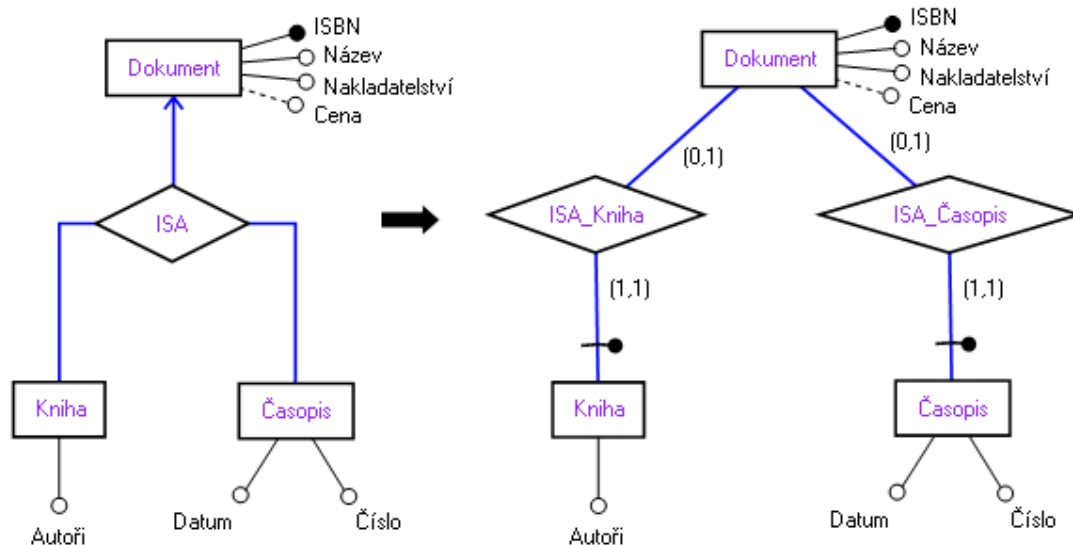 ISBN
Název
Nakladatelství
Cena
Dokument
ISA
Kniha
Časopis
Autoři
Datum
Číslo
ISBN
Název
Nakladatelství
Cena
Dokument
(0,1)
(0,1)
ISA_Kniha
ISA_Časopis
(1,1)
(1,1)
Kniha
Časopis
Autoři
Datum
Číslo